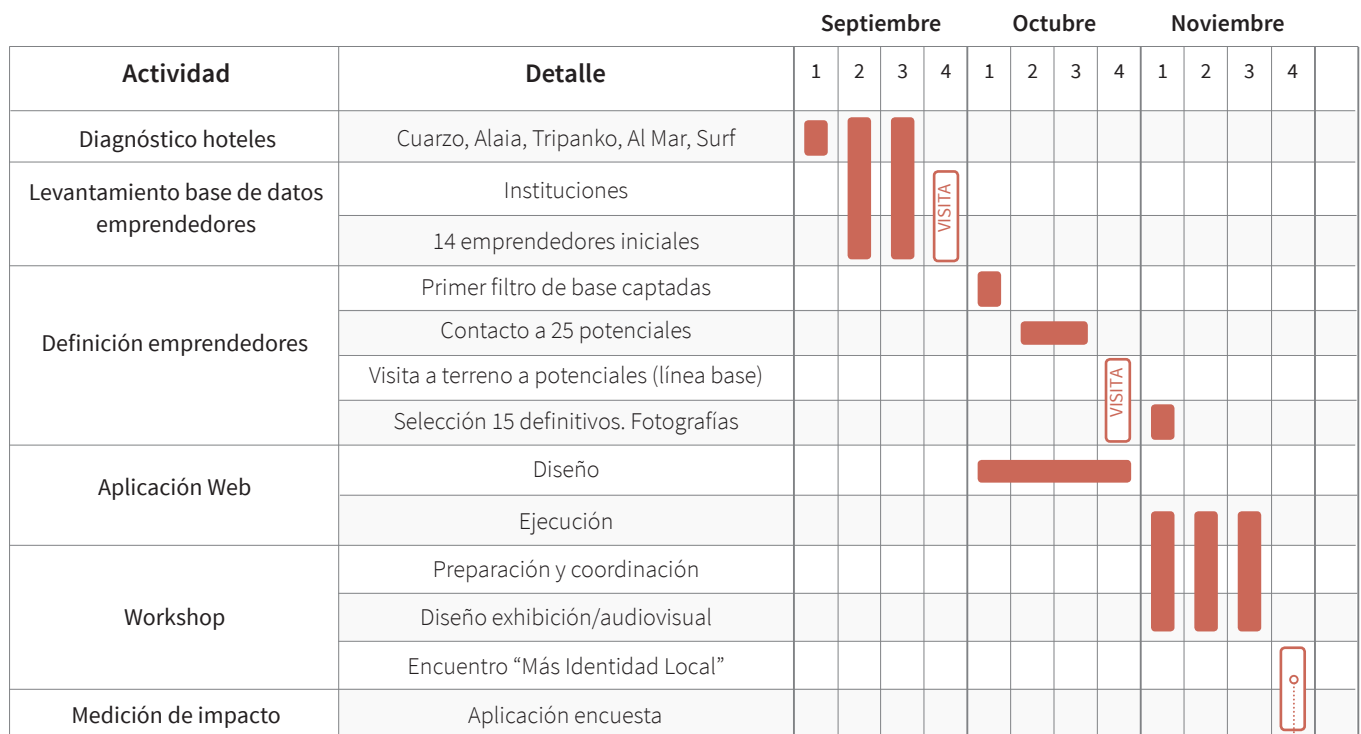 Septiembre Octubre Noviembre
Actividad Detalle 1 2 3 4 1 2 3 4 1 2 3 4
Diagnóstico hoteles Cuarzo, Alaia, Tripanko, Al Mar, Surf
Levantamiento base de datos
emprendedores
Instituciones
VISITA
14 emprendedores iniciales
Definición emprendedores
Primer filtro de base captadas
Contacto a 25 potenciales
Visita a terreno a potenciales (línea base)
VISITA
Selección 15 definitivos. Fotografías
Aplicación Web
Diseño
Ejecución
Workshop
Preparación y coordinación
Diseño exhibición/audiovisual
Encuentro “Más Identidad Local”
Medición de impacto Aplicación encuesta